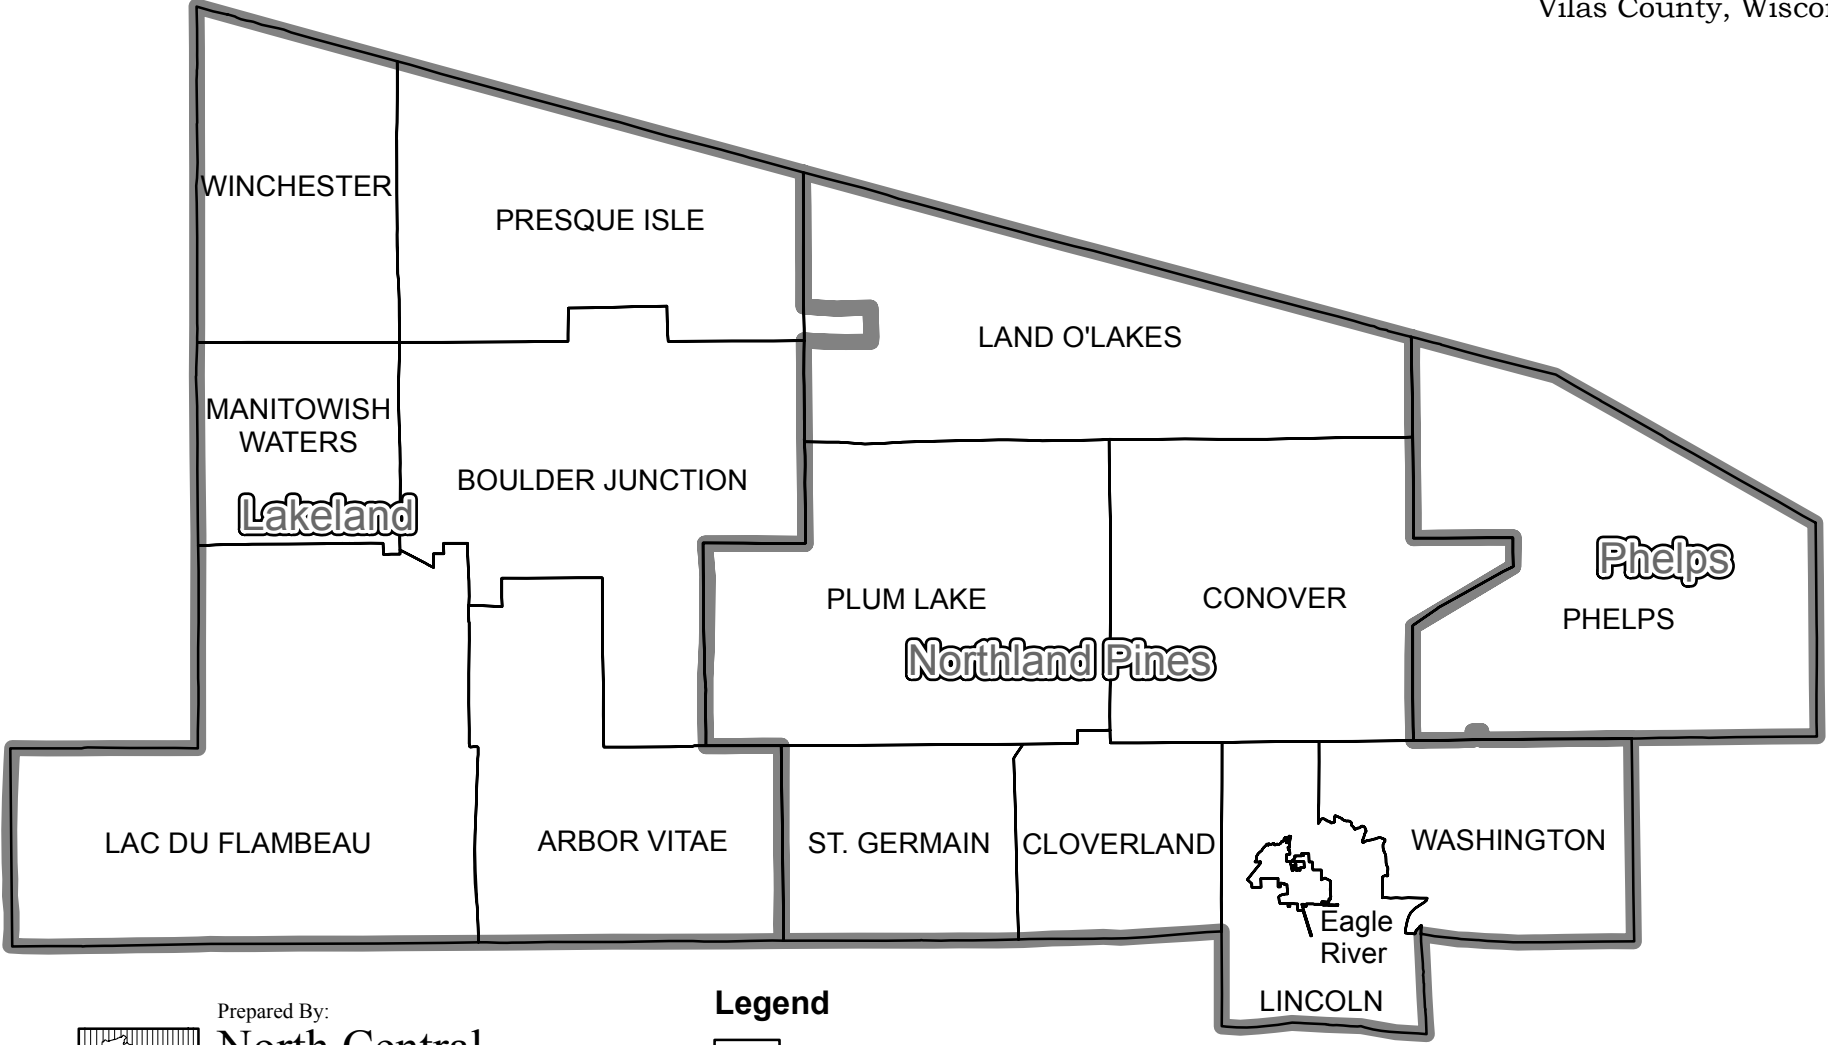 Vilas County, Wisco
WINCHESTER
PRESQUE ISLE
LAND O'LAKES
MANITOWISH
WATERS
BOULDER JUNCTION
Lakeland
Phelps
PLUM LAKE
CONOVER
PHELPS
Northland Pines
LAC DU FLAMBEAU
ARBOR VITAE
ST. GERMAIN
CLOVERLAND
WASHINGTON
Eagle
River
LINCOLN
Prepared By:
North Central
Legend